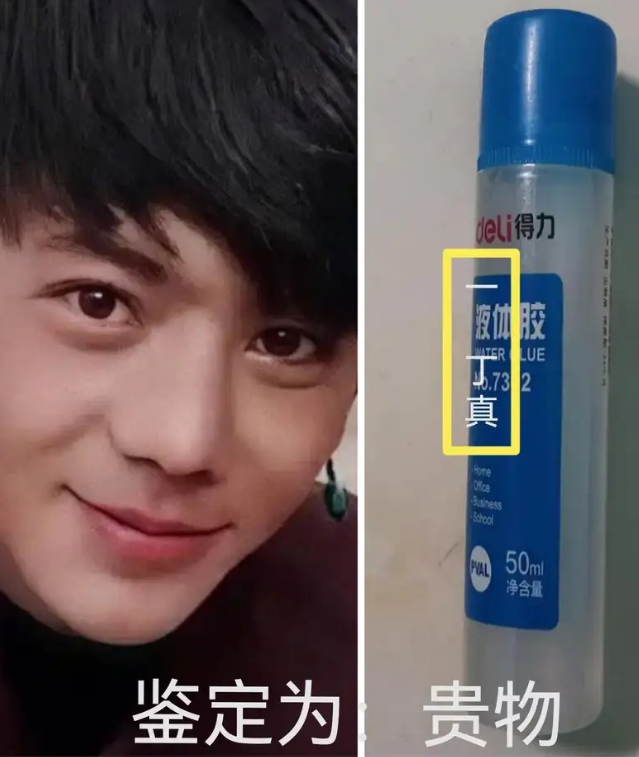 deli得力
一
液体胶
WATER GLUE
丁
No.7302
真
Home
Office
Business
School
PVAL
50ml
净含量
鉴定为：贵物